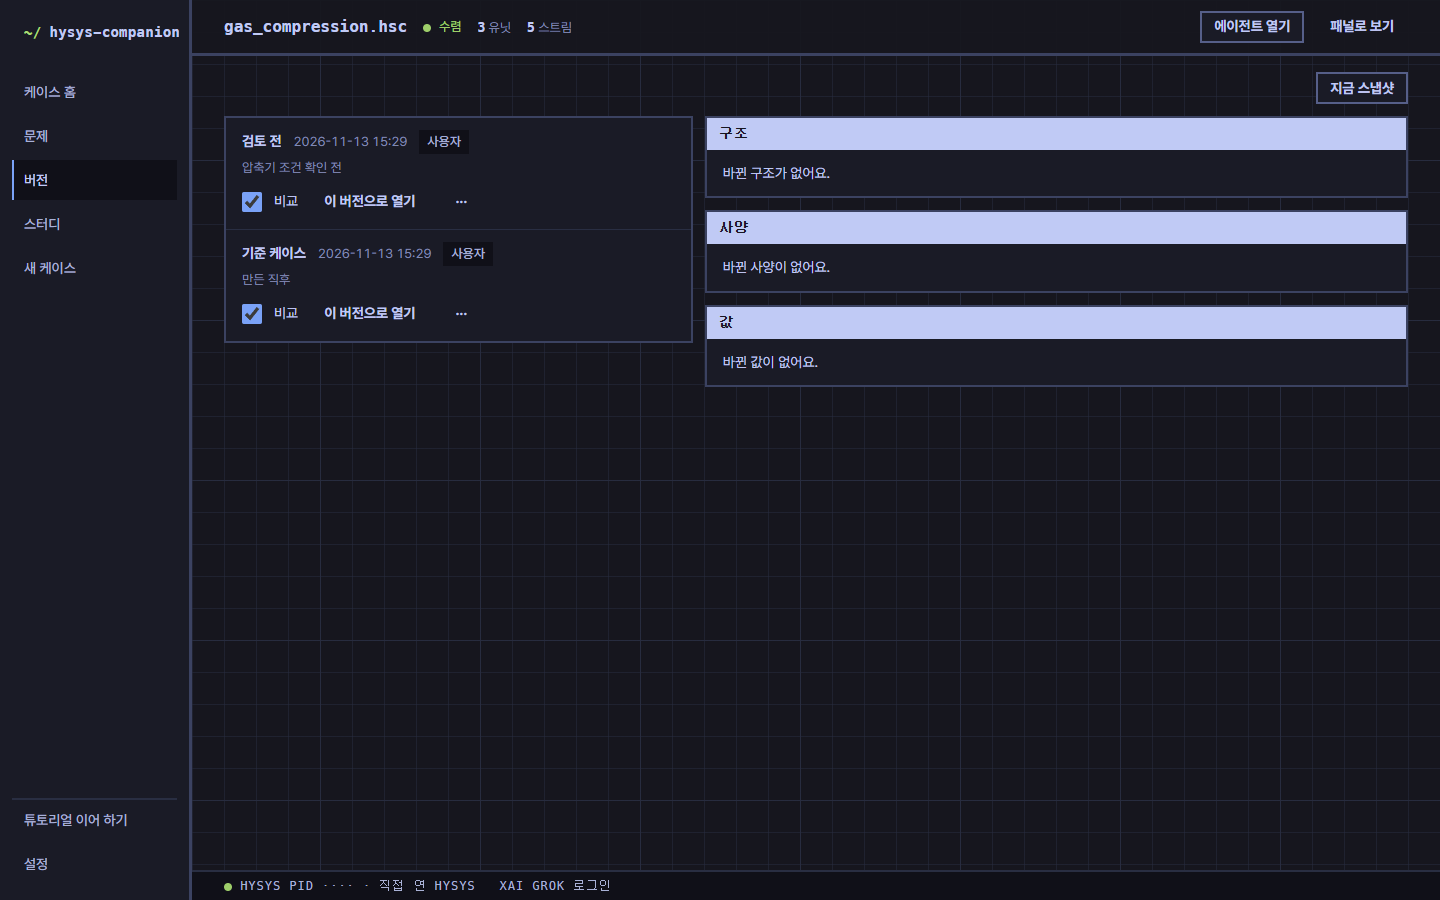 ~/ hysys-companion
케이스 홈
문제
버전
스터디
새 케이스
튜토리얼 이어 하기
설정
gas_compression.hsc 수렴 3 유닛 5 스트림
에이전트 열기 패널로 보기
지금 스냅샷
검토 전 2026-11-13 15:29 사용자
압축기 조건 확인 전
비교 이 버전으로 열기 ···
기준 케이스 2026-11-13 15:29 사용자
만든 직후
비교 이 버전으로 열기 ···
구조
바뀐 구조가 없어요.
사양
바뀐 사양이 없어요.
값
바뀐 값이 없어요.
HYSYS PID ···· · 직접 연 HYSYS XAI GROK 로그인